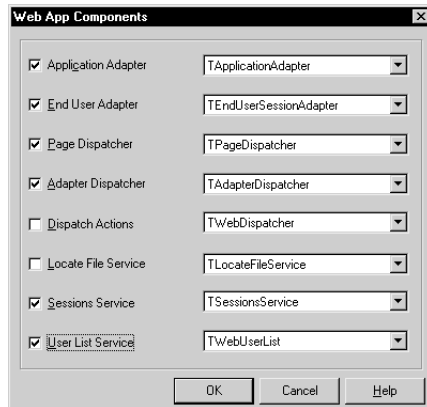 Web App Components
Application Adapter TApplicationAdapter
End User Adapter TEndUserSessionAdapter
Page Dispatcher TPageDispatcher
Adapter Dispatcher TAdapterDispatcher
Dispatch Actions TWebDispatcher
Locate File Service TLocateFileService
Sessions Service TSessionsService
User List Service TWebUserList
OK Cancel Help